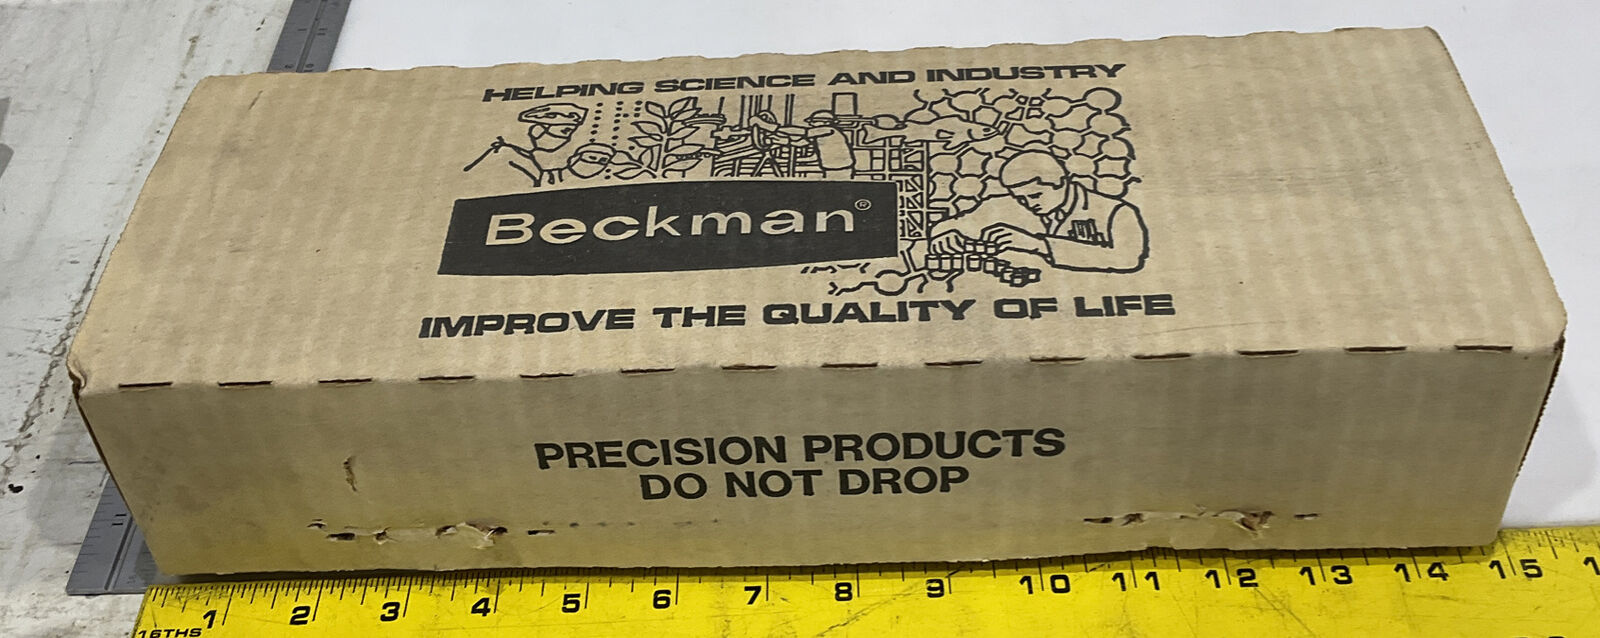 HELPING SCIENCE AND INDUSTRY
Beckman®
IMPROVE THE QUALITY OF LIFE
PRECISION PRODUCTS
DO NOT DROP
1 2 3 4 5 6 7 8 9 10 11 12 13 14 15
16THS